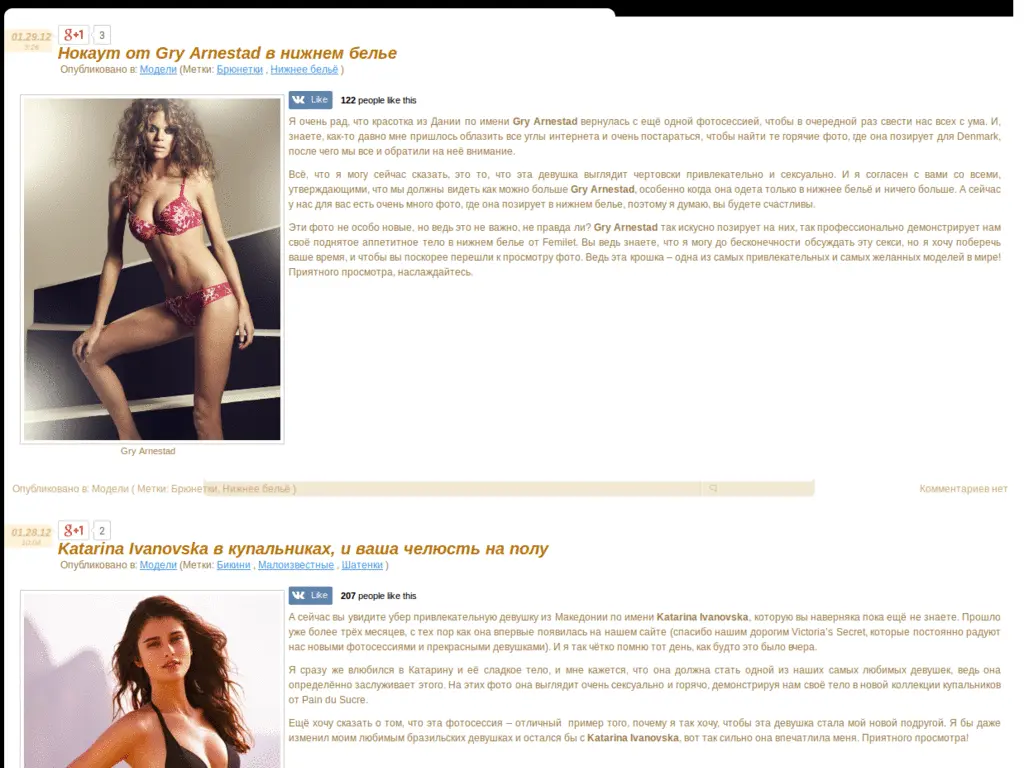 01.29.12
g+1 3
Нокаут от Gry Arnestad в нижнем белье
Опубликовано в: Модели (Метки: Брюнетки , Нижнее бельё )
Like 122 people like this
Я очень рад, что красотка из Дании по имени Gry Arnestad вернулась с ещё одной фотосессией, чтобы в очередной раз свести нас всех с ума. И,
знаете, как-то давно мне пришлось облазить все углы интернета и очень постараться, чтобы найти те горячие фото, где она позирует для Denmark,
после чего мы все и обратили на неё внимание.
Всё, что я могу сейчас сказать, это то, что эта девушка выглядит чертовски привлекательно и сексуально. И я согласен с вами со всеми,
утверждающими, что мы должны видеть как можно больше Gry Arnestad, особенно когда она одета только в нижнее бельё и ничего больше. А сейчас
у нас для вас есть очень много фото, где она позирует в нижнем белье, поэтому я думаю, вы будете счастливы.
Эти фото не особо новые, но ведь это не важно, не правда ли? Gry Arnestad так искусно позирует на них, так профессионально демонстрирует нам
своё поднятое аппетитное тело в нижнем белье от Femilet. Вы ведь знаете, что я могу до бесконечности обсуждать эту секси, но я хочу поберечь
ваше время, и чтобы вы поскорее перешли к просмотру фото. Ведь эта крошка – одна из самых привлекательных и самых желанных моделей в мире!
Приятного просмотра, наслаждайтесь.
Gry Arnestad
Опубликовано в: Модели ( Метки: Брюнетки, Нижнее бельё )
Комментариев нет
01.28.12
g+1 2
Katarina Ivanovska в купальниках, и ваша челюсть на полу
Опубликовано в: Модели (Метки: Бикини , Малоизвестные , Шатенки )
Like 207 people like this
А сейчас вы увидите убер привлекательную девушку из Македонии по имени Katarina Ivanovska, которую вы наверняка пока ещё не знаете. Прошло
уже более трёх месяцев, с тех пор как она впервые появилась на нашем сайте (спасибо нашим дорогим Victoria's Secret, которые постоянно радуют
нас новыми фотосессиями и прекрасными девушками). И я так чётко помню тот день, как будто это было вчера.
Я сразу же влюбился в Катарину и её сладкое тело, и мне кажется, что она должна стать одной из наших самых любимых девушек, ведь она
определённо заслуживает этого. На этих фото она выглядит очень сексуально и горячо, демонстрируя нам своё тело в новой коллекции купальников
от Pain du Sucre.
Ещё хочу сказать о том, что эта фотосессия – отличный пример того, почему я так хочу, чтобы эта девушка стала мой новой подругой. Я бы даже
изменил моим любимым бразильских девушках и остался бы с Katarina Ivanovska, вот так сильно она впечатлила меня. Приятного просмотра!